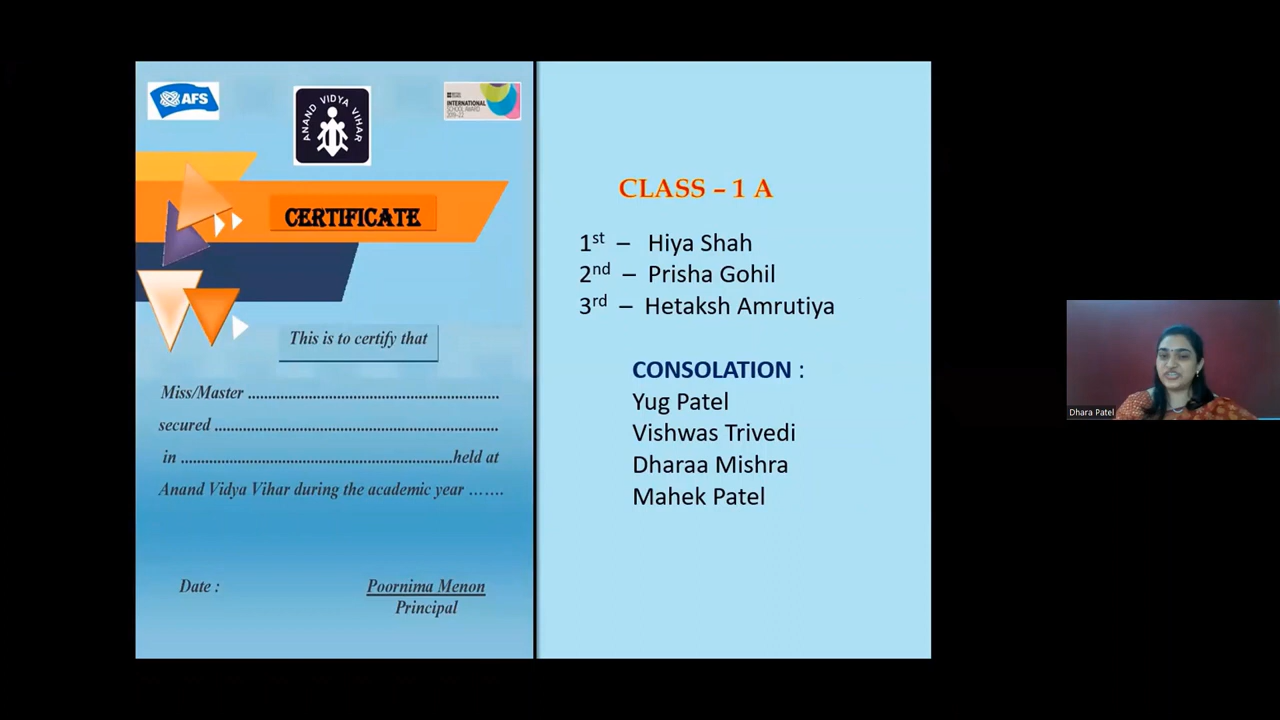 AFS
ANAND VIDYA VIHAR
INTERNATIONAL
SCHOOL AWARD
2019-22
CERTIFICATE
This is to certify that
Miss/Master ..................................................
secured .........................................................
in ......................................................held at
Anand Vidya Vihar during the academic year …….
Date :
Poornima Menon
Principal
CLASS – 1 A
1st – Hiya Shah
2nd – Prisha Gohil
3rd – Hetaksh Amrutiya
CONSOLATION :
Yug Patel
Vishwas Trivedi
Dharaa Mishra
Mahek Patel
Dhara Patel